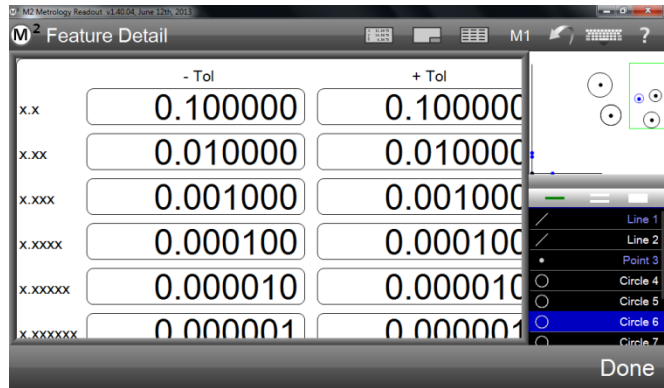 M2 Metrology Readout v1.40.04, June 12th, 2013
M2 Feature Detail M1 ?
- Tol + Tol
x.x 0.100000 0.100000
x.xx 0.010000 0.010000
x.xxx 0.001000 0.001000
x.xxxx 0.000100 0.000100
x.xxxxx 0.000010 0.000010
x.xxxxxx 0.000001 0.000001
Line 1
Line 2
Point 3
Circle 4
Circle 5
Circle 6
Circle 7
Done